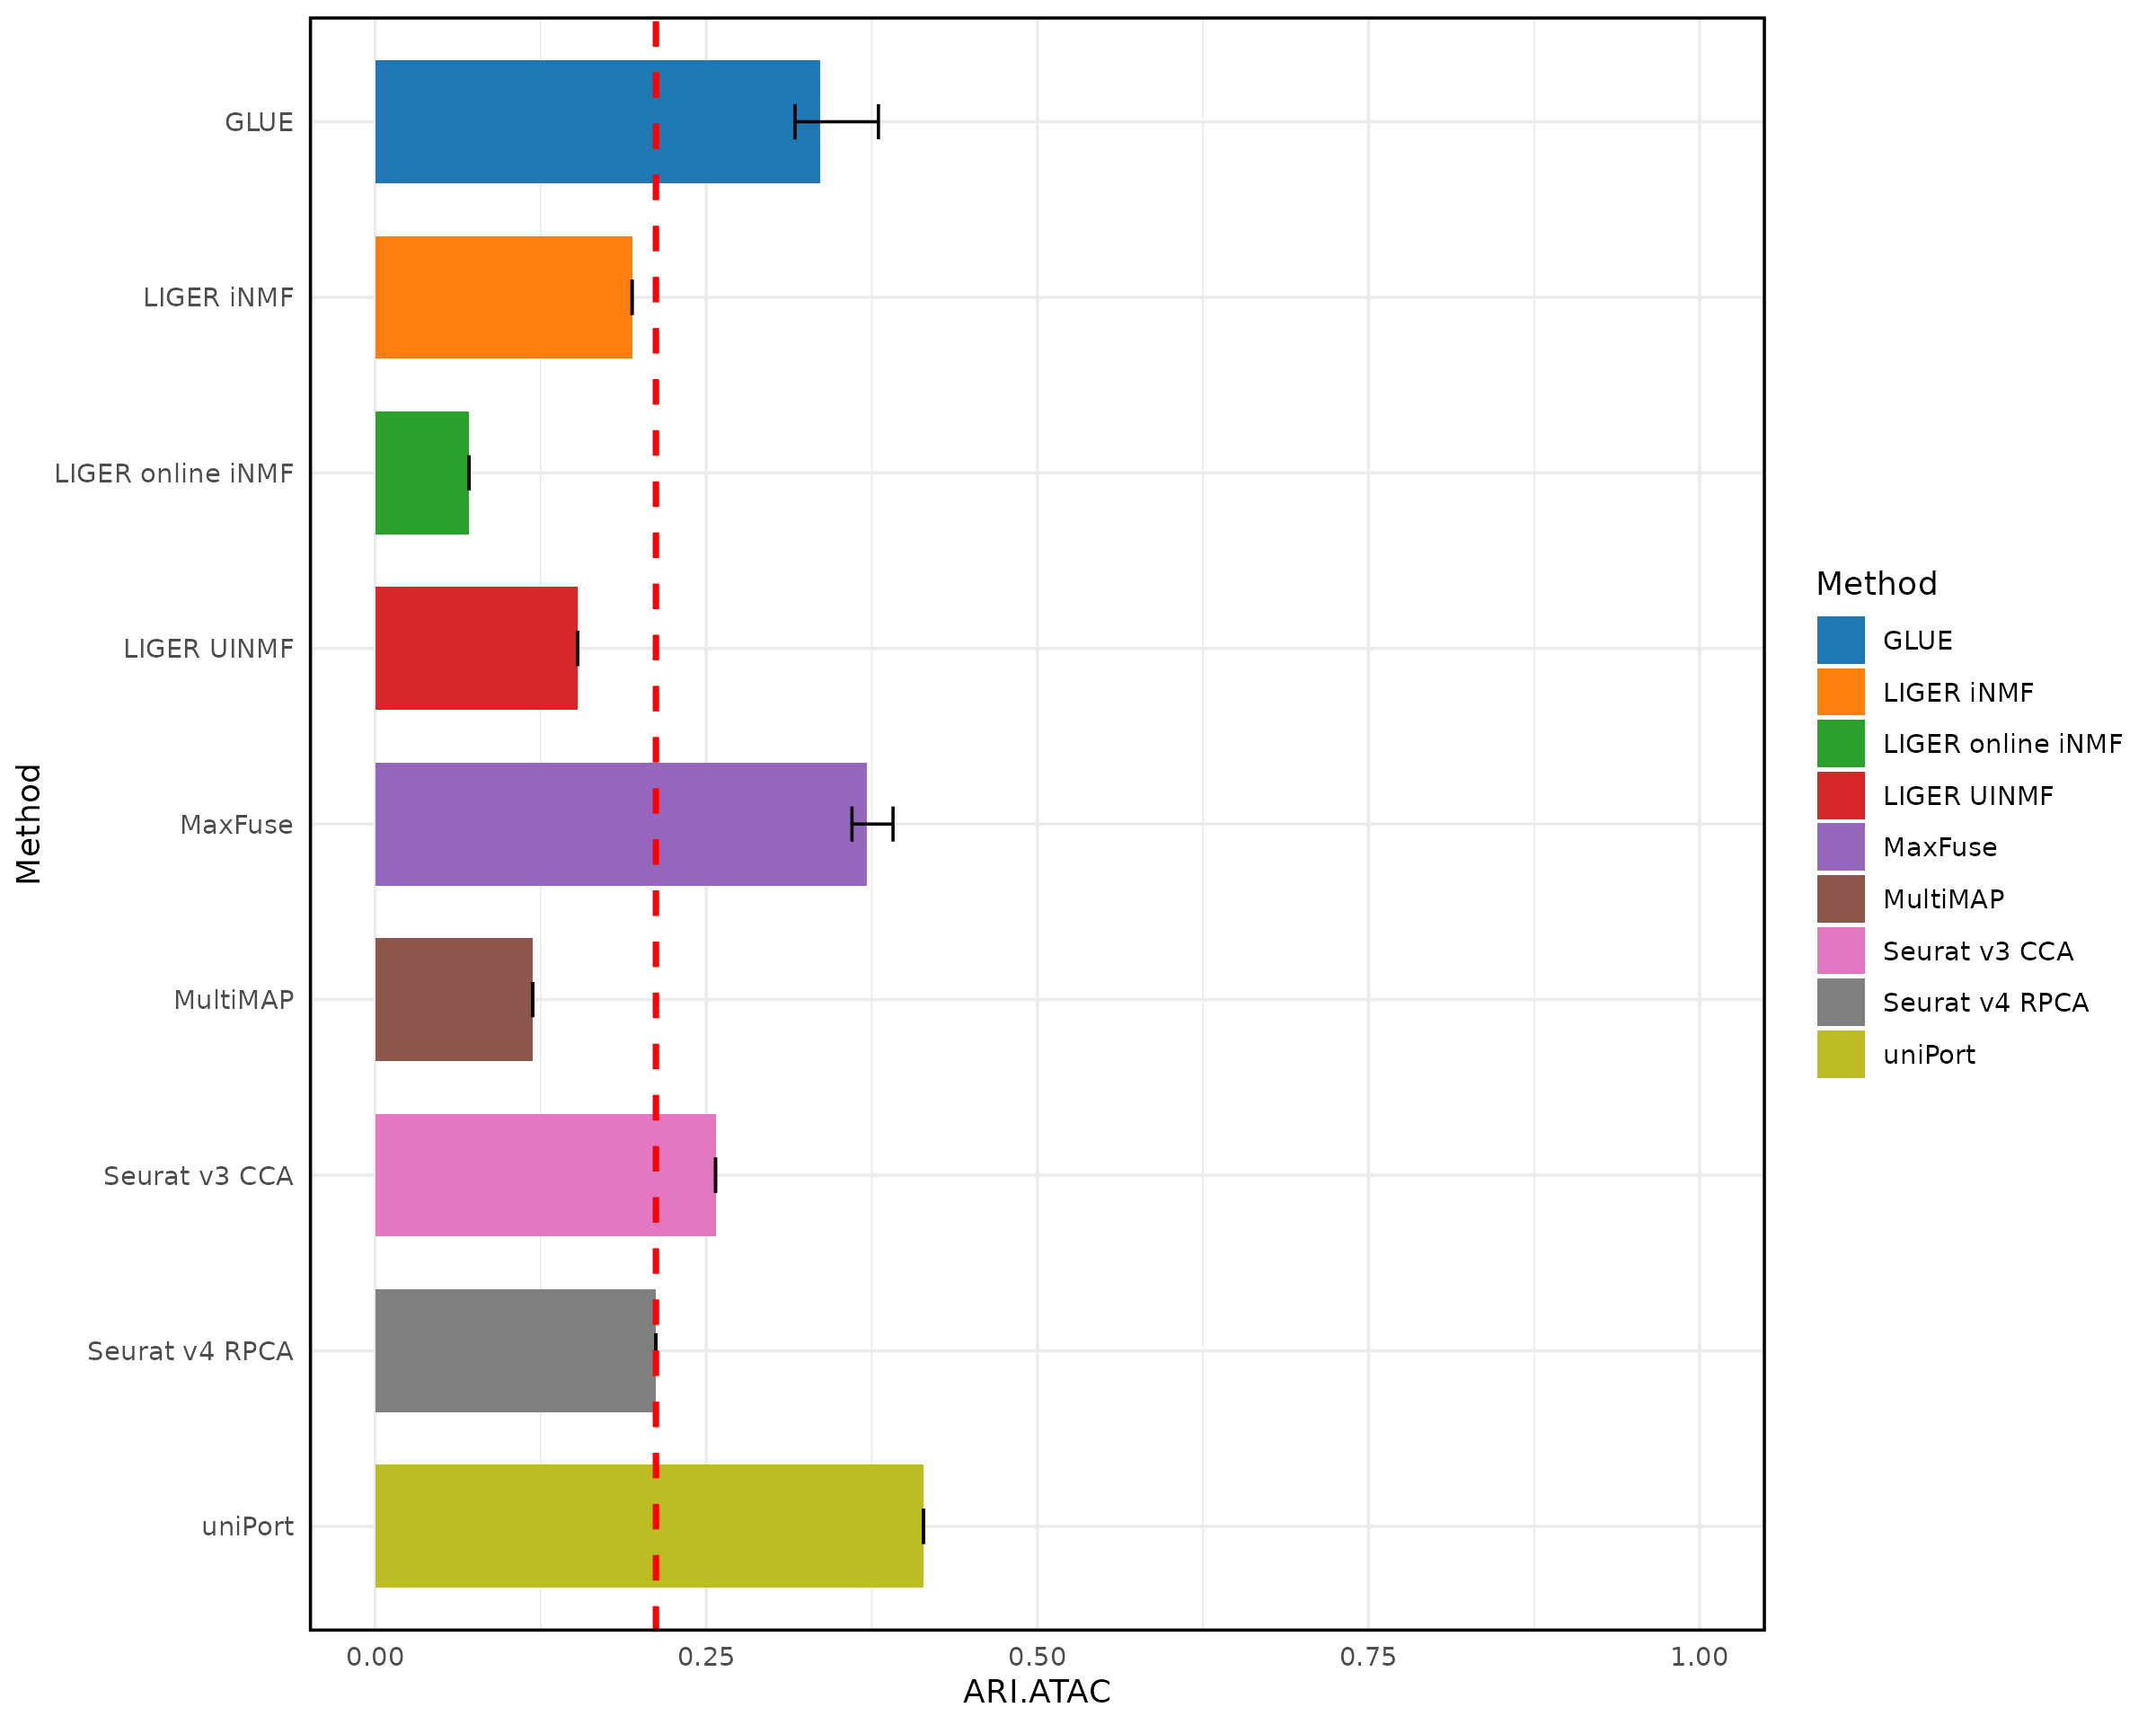 GLUE
LIGER iNMF
LIGER online iNMF
LIGER UINMF
MaxFuse
MultiMAP
Seurat v3 CCA
Seurat v4 RPCA
uniPort
Method
0.00 0.25 0.50 0.75 1.00
ARI.ATAC
Method
GLUE
LIGER iNMF
LIGER online iNMF
LIGER UINMF
MaxFuse
MultiMAP
Seurat v3 CCA
Seurat v4 RPCA
uniPort